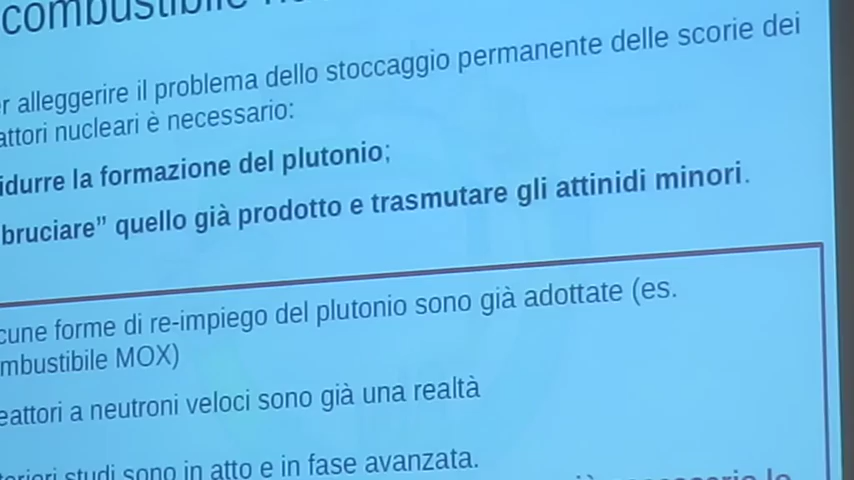 combustibile
r alleggerire il problema dello stoccaggio permanente delle scorie dei
attori nucleari è necessario:
idurre la formazione del plutonio;
bruciare” quello già prodotto e trasmutare gli attinidi minori.
cune forme di re-impiego del plutonio sono già adottate (es.
mbustibile MOX)
eattori a neutroni veloci sono già una realtà
teriori studi sono in atto e in fase avanzata.